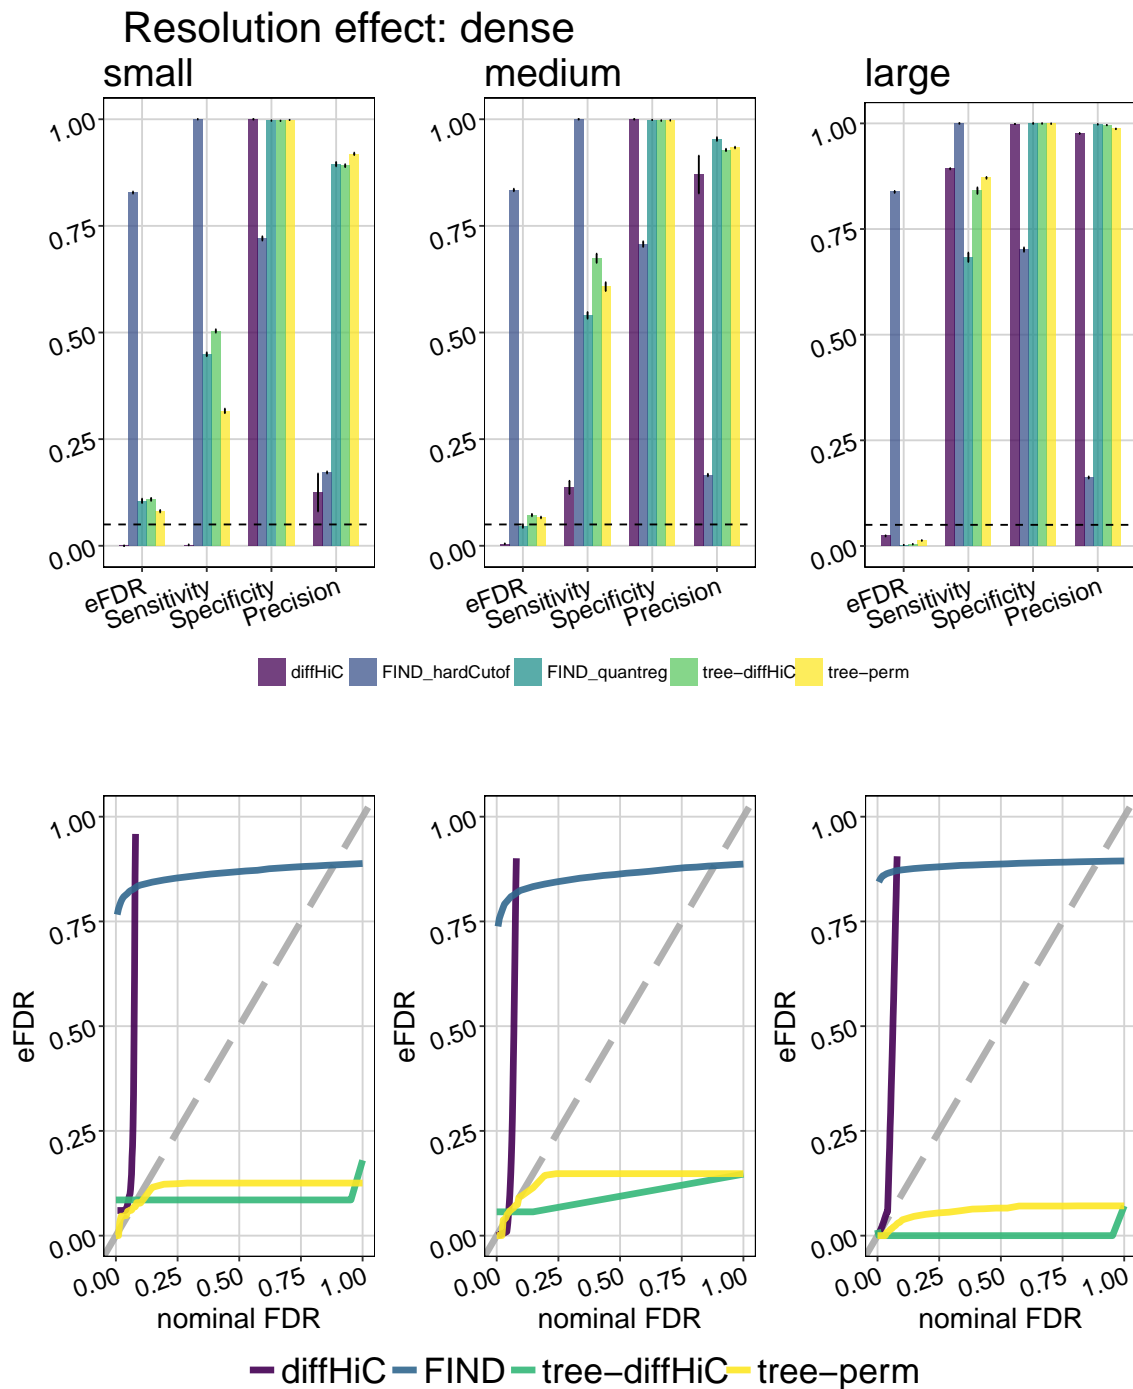 Resolution effect: dense
small medium large
1.00 1.00 1.00
0.75 0.75 0.75
0.50 0.50 0.50
0.25 0.25 0.25
0.00 0.00 0.00
eFDR Sensitivity Specificity Precision eFDR Sensitivity Specificity Precision eFDR Sensitivity Specificity Precision
diffHiC FIND_hardCutof FIND_quantreg tree−diffHiC tree−perm
1.00 1.00 1.00
0.75 0.75 0.75
0.50 0.50 0.50
0.25 0.25 0.25
0.00 0.00 0.00
eFDR eFDR eFDR
0.00 0.25 0.50 0.75 1.00 0.00 0.25 0.50 0.75 1.00 0.00 0.25 0.50 0.75 1.00
nominal FDR nominal FDR nominal FDR
diffHiC FIND tree−diffHiC tree−perm